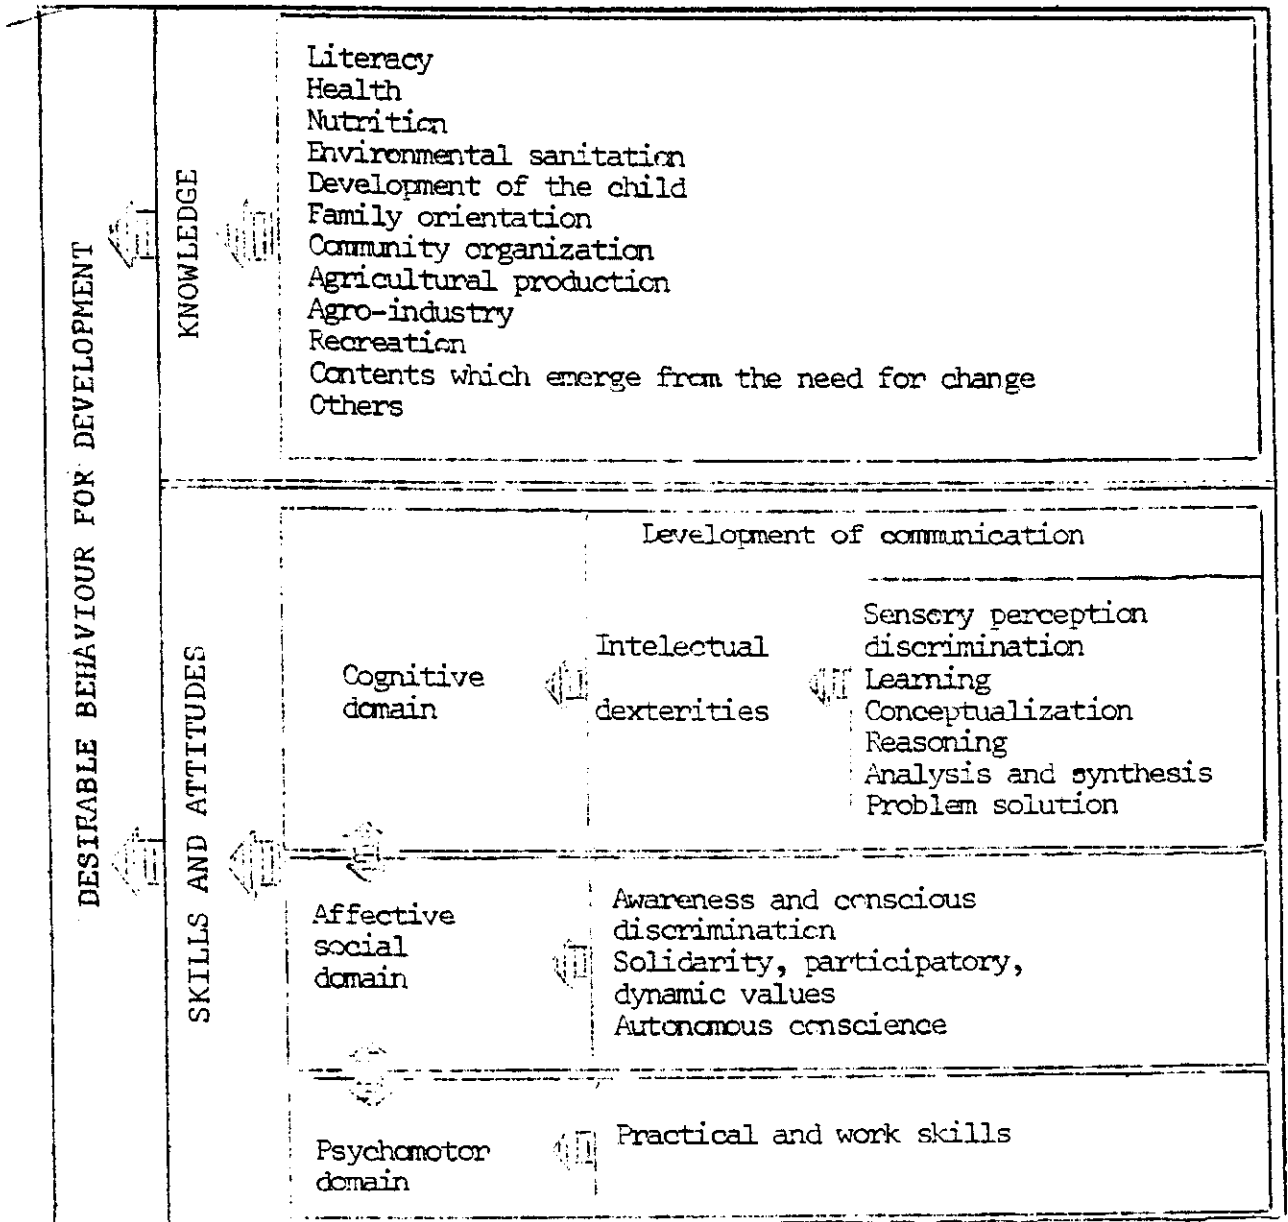 DESIRABLE BEHAVIOUR FOR DEVELOPMENT
KNOWLEDGE
Literacy
Health
Nutrition
Environmental sanitation
Development of the child
Family orientation
Community organization
Agricultural production
Agro-industry
Recreation
Contents which emerge from the need for change
Others
SKILLS AND ATTITUDES
Development of communication
Cognitive
domain
Intelectual
dexterities
Sensory perception
discrimination
Learning
Conceptualization
Reasoning
Analysis and synthesis
Problem solution
Affective
social
domain
Awareness and conscious
discrimination
Solidarity, participatory,
dynamic values
Autonomous conscience
Psychomotor
domain
Practical and work skills